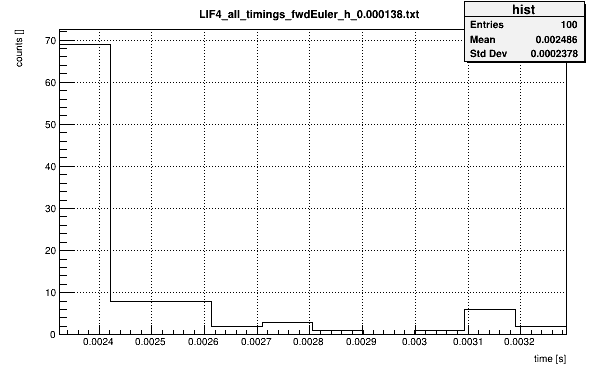 LIF4_all_timings_fwdEuler_h_0.000138.txt
hist
Entries 100
Mean 0.002486
Std Dev 0.0002378
counts []
70
60
50
40
30
20
10
0
0.0024 0.0025 0.0026 0.0027 0.0028 0.0029 0.003 0.0031 0.0032
time [s]